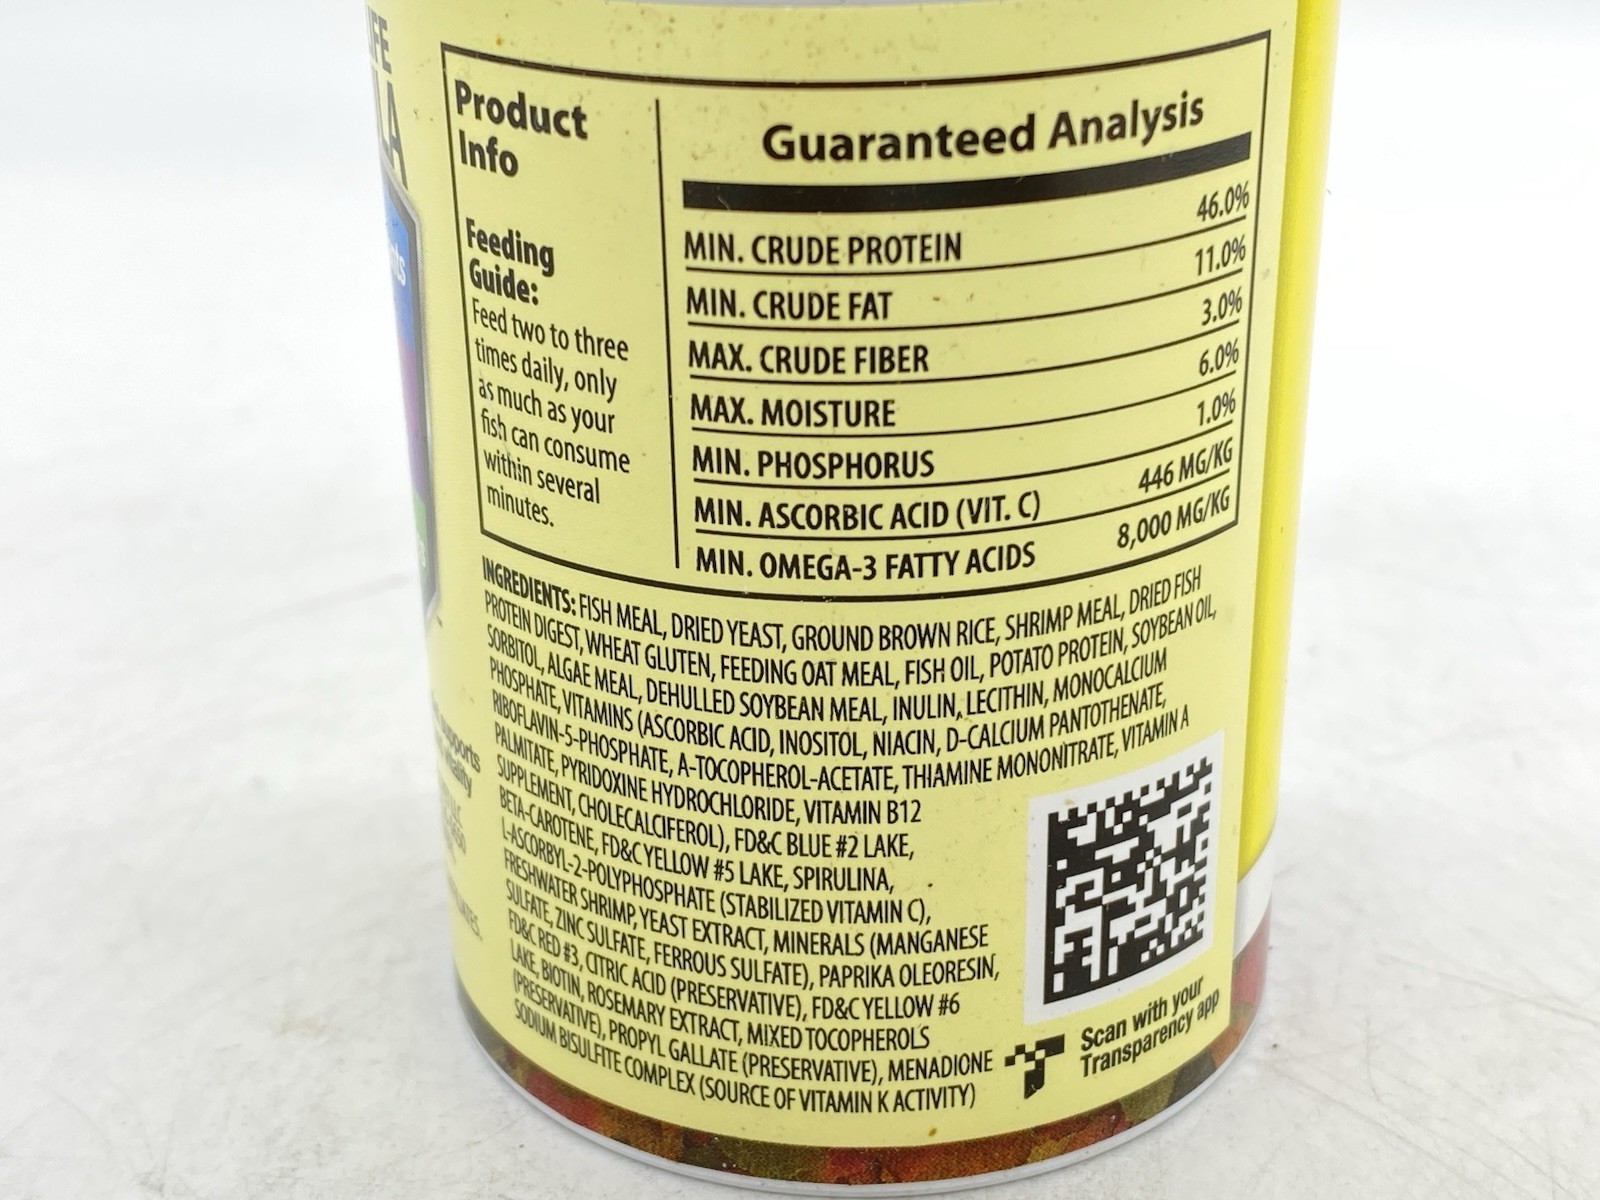 Product
Info
Feeding
Guide:
Feed two to three
times daily, only
as much as your
fish can consume
within several
minutes.
Guaranteed Analysis
MIN. CRUDE PROTEIN 46.0%
MIN. CRUDE FAT 11.0%
MAX. CRUDE FIBER 3.0%
MAX. MOISTURE 6.0%
MIN. PHOSPHORUS 1.0%
MIN. ASCORBIC ACID (VIT. C) 446 MG/KG
MIN. OMEGA-3 FATTY ACIDS 8,000 MG/KG
INGREDIENTS: FISH MEAL, DRIED YEAST, GROUND BROWN RICE, SHRIMP MEAL, DRIED FISH
PROTEIN DIGEST, WHEAT GLUTEN, FEEDING OAT MEAL, FISH OIL, POTATO PROTEIN, SOYBEAN OIL,
SORBITOL, ALGAE MEAL, DEHULLED SOYBEAN MEAL, INULIN, LECITHIN, MONOCALCIUM
PHOSPHATE, VITAMINS (ASCORBIC ACID, INOSITOL, NIACIN, D-CALCIUM PANTOTHENATE,
RIBOFLAVIN-5-PHOSPHATE, A-TOCOPHEROL-ACETATE, THIAMINE MONONITRATE, VITAMIN A
PALMITATE, PYRIDOXINE HYDROCHLORIDE, VITAMIN B12
SUPPLEMENT, CHOLECALCIFEROL), FD&C BLUE #2 LAKE,
BETA-CAROTENE, FD&C YELLOW #5 LAKE, SPIRULINA,
L-ASCORBYL-2-POLYPHOSPHATE (STABILIZED VITAMIN C),
FRESHWATER SHRIMP, YEAST EXTRACT, MINERALS (MANGANESE
SULFATE, ZINC SULFATE, FERROUS SULFATE), PAPRIKA OLEORESIN,
FD&C RED #3, CITRIC ACID (PRESERVATIVE), FD&C YELLOW #6
LAKE, BIOTIN, ROSEMARY EXTRACT, MIXED TOCOPHEROLS
(PRESERVATIVE), PROPYL GALLATE (PRESERVATIVE), MENADIONE
SODIUM BISULFITE COMPLEX (SOURCE OF VITAMIN K ACTIVITY)
Scan with your
Transparency app